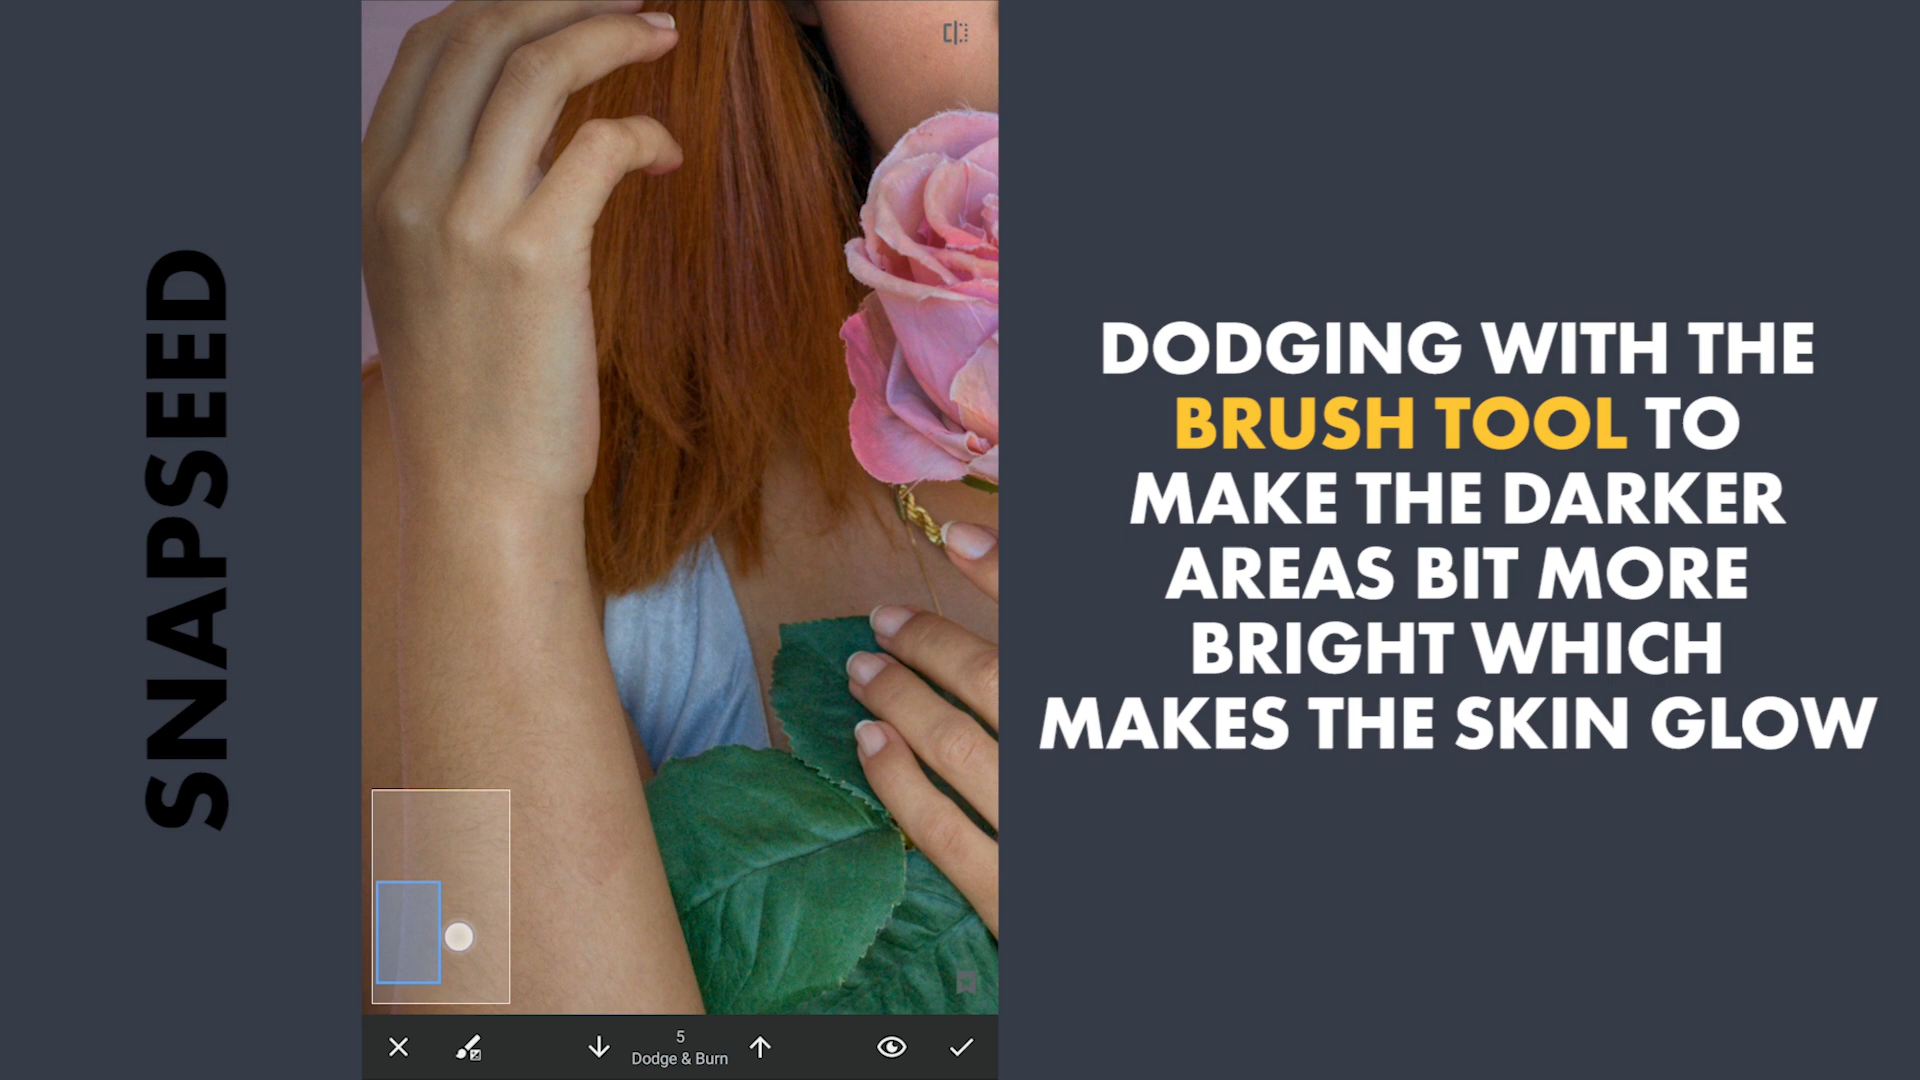 SNAPSEED
5
Dodge & Burn
DODGING WITH THE
BRUSH TOOL TO
MAKE THE DARKER
AREAS BIT MORE
BRIGHT WHICH
MAKES THE SKIN GLOW